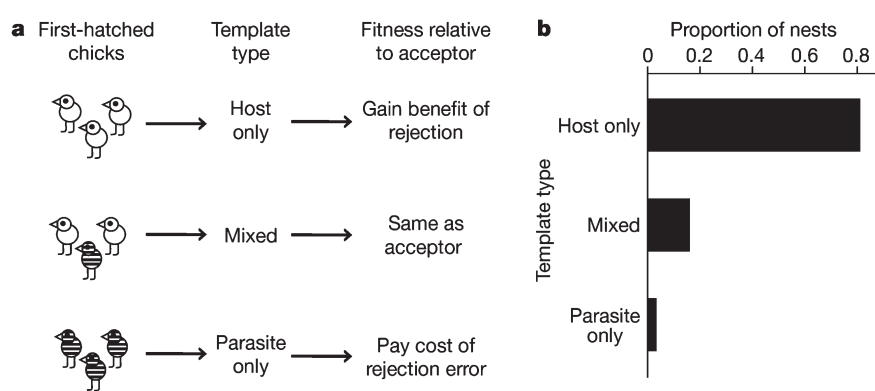 a First-hatched chicks
Template type
Fitness relative to acceptor
Host only
Gain benefit of rejection
Mixed
Same as acceptor
Parasite only
Pay cost of rejection error
b
Proportion of nests
0 0.2 0.4 0.6 0.8
Template type
Host only
Mixed
Parasite only